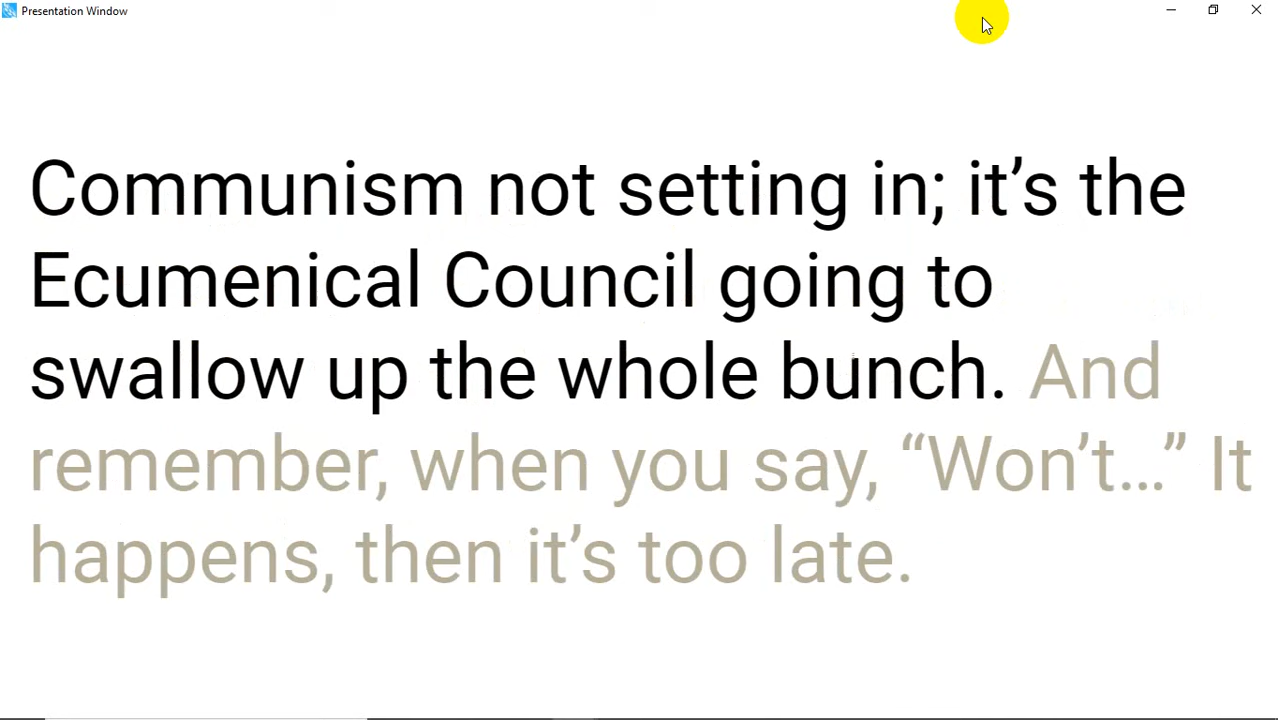 Presentation Window
Communism not setting in; it’s the
Ecumenical Council going to
swallow up the whole bunch. And
remember, when you say, “Won’t…” It
happens, then it’s too late.